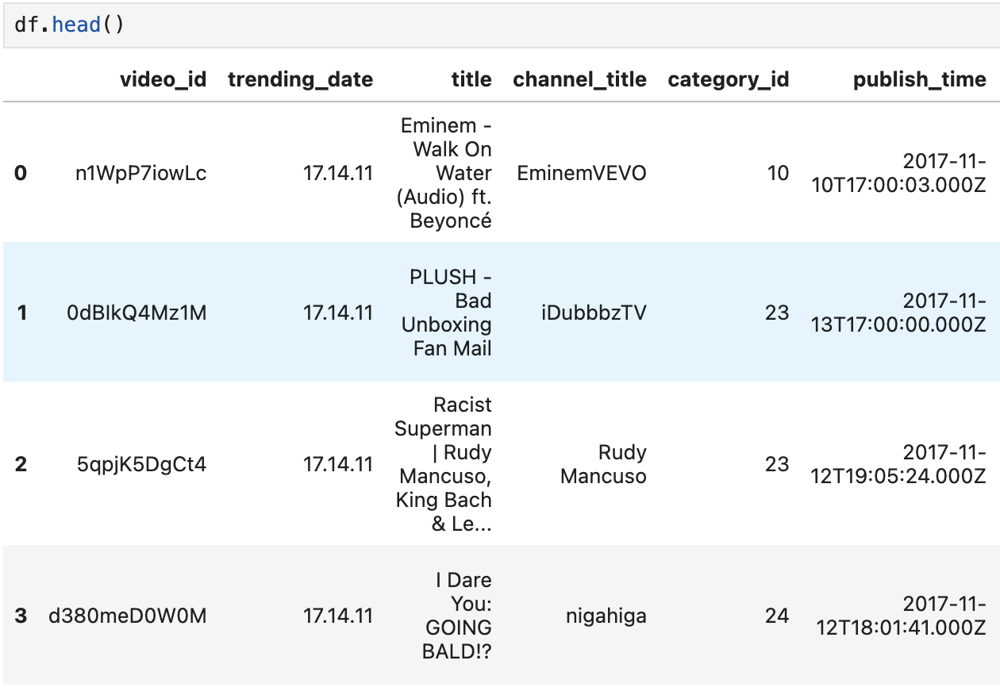 df.head()
video_id trending_date title channel_title category_id publish_time
0 n1WpP7iowLc 17.14.11 Eminem - Walk On Water (Audio) ft. Beyoncé EminemVEVO 10 2017-11-10T17:00:03.000Z
1 0dBIkQ4Mz1M 17.14.11 PLUSH - Bad Unboxing Fan Mail iDubbbzTV 23 2017-11-13T17:00:00.000Z
2 5qpjK5DgCt4 17.14.11 Racist Superman | Rudy Mancuso, King Bach & Le... Rudy Mancuso 23 2017-11-12T19:05:24.000Z
3 d380meD0W0M 17.14.11 I Dare You: GOING BALD!? nigahiga 24 2017-11-12T18:01:41.000Z